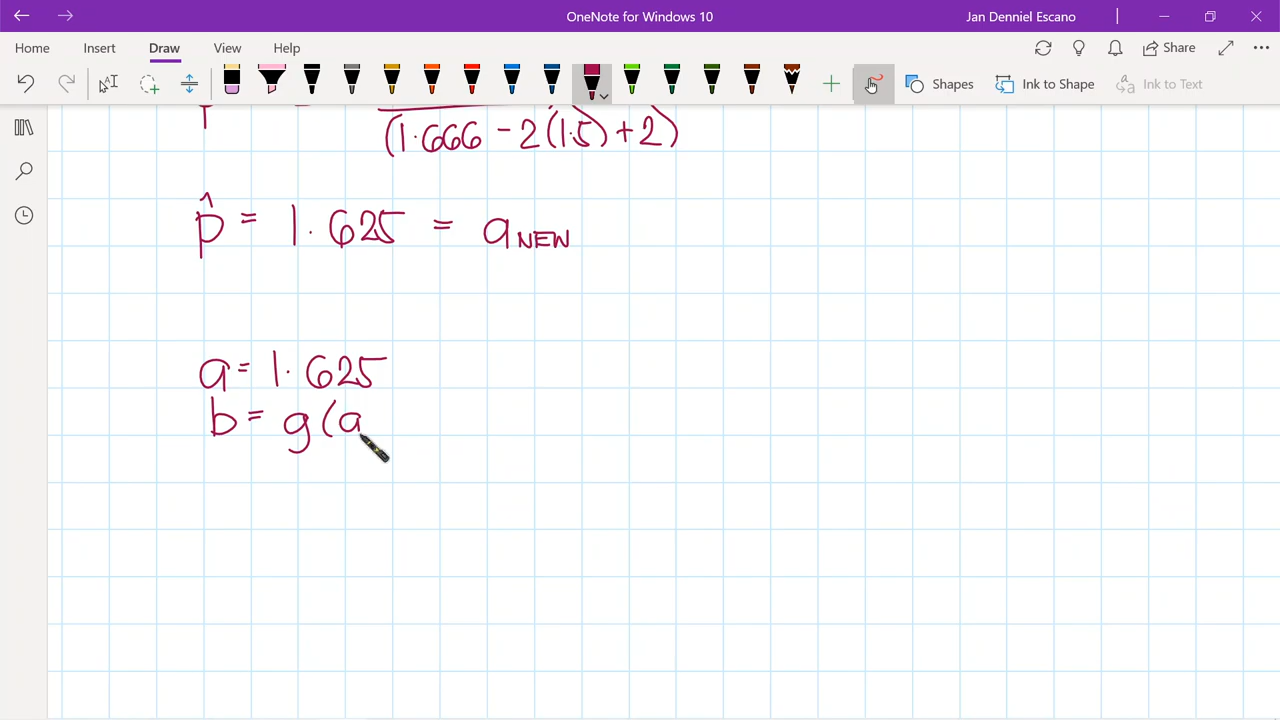 OneNote for Windows 10
Jan Denniel Escano
Home Insert Draw View Help
Share
Shapes Ink to Shape Ink to Text
(1.666 - 2(1.5) + 2)
p̂ = 1.625 = aNEW
a = 1.625
b = g(a